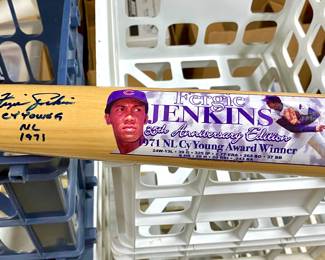 Fergie Jenkins
CY YOUNG
NL
1971
Fergie
JENKINS
35th Anniversary Edition
1971 NL Cy Young Award Winner